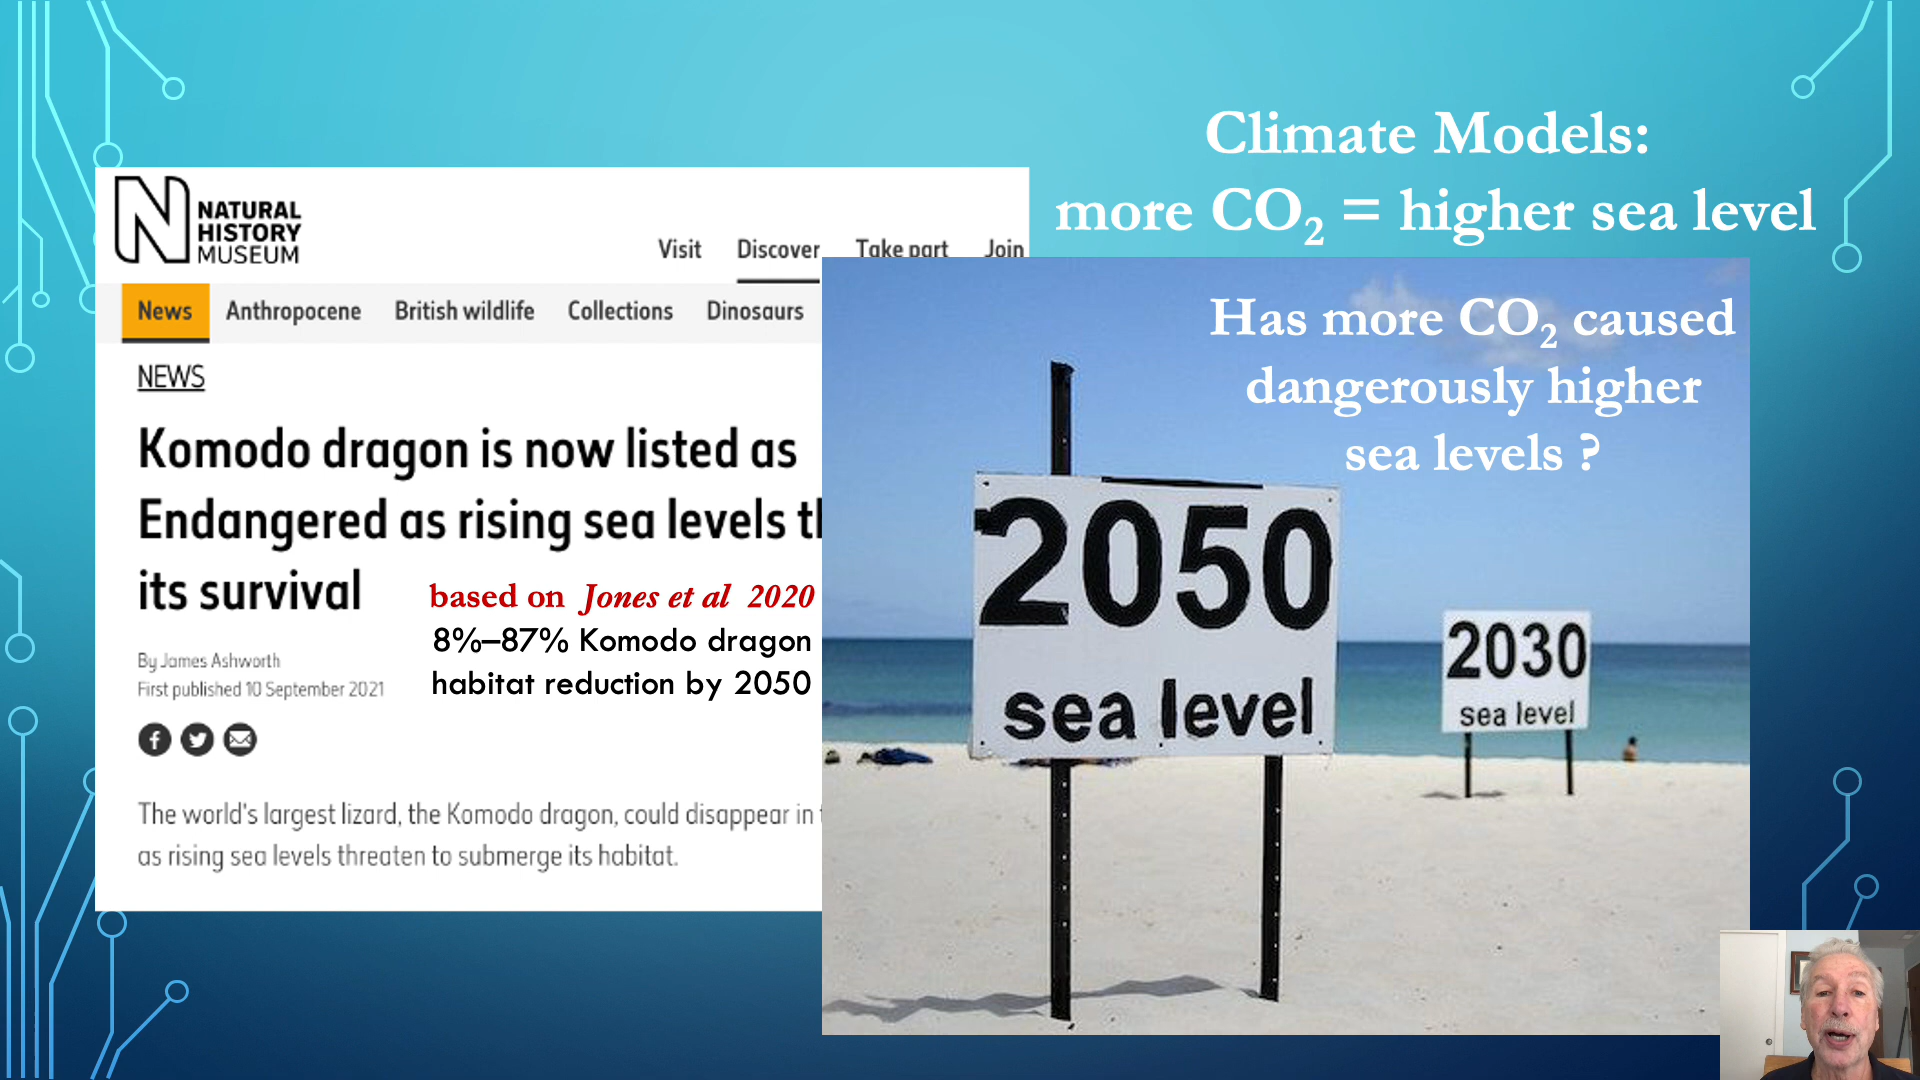 Climate Models:
more CO₂ = higher sea level
NATURAL
HISTORY
MUSEUM
Visit Discover Take part Join
News Anthropocene British wildlife Collections Dinosaurs
NEWS
Komodo dragon is now listed as
Endangered as rising sea levels
its survival
based on Jones et al 2020
8%–87% Komodo dragon
habitat reduction by 2050
By James Ashworth
First published 10 September 2021
The world's largest lizard, the Komodo dragon, could disappear in
as rising sea levels threaten to submerge its habitat.
Has more CO₂ caused
dangerously higher
sea levels ?
2050
sea level
2030
sea level